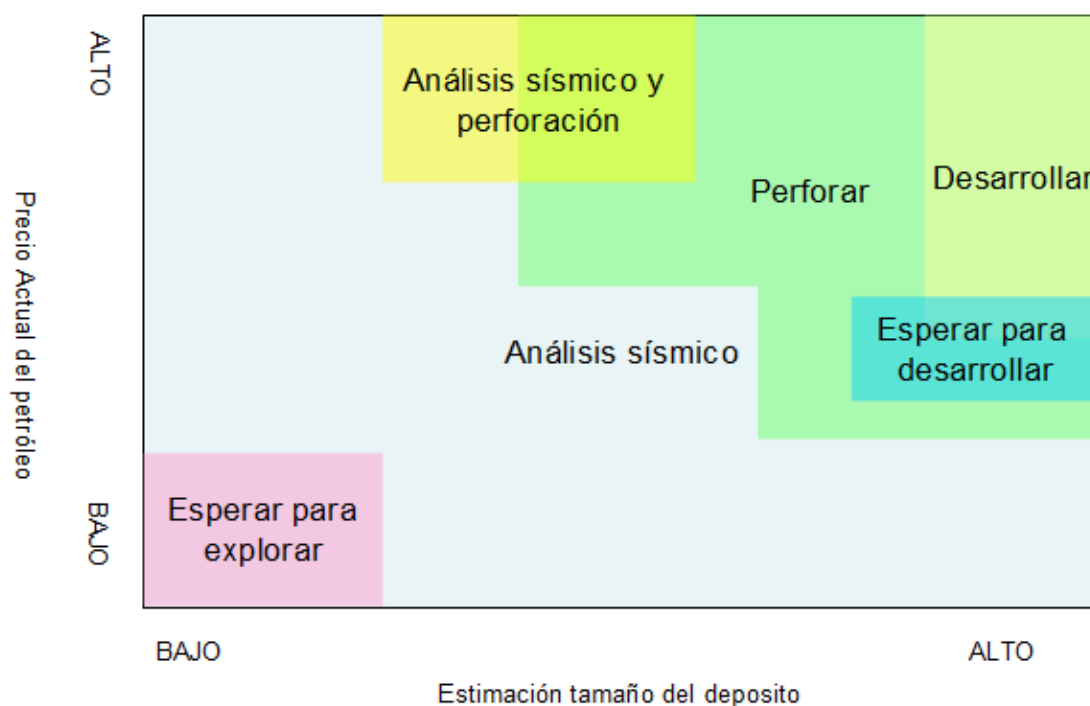 ALTO
Análisis sísmico y
perforación
Perforar
Desarrollar
Precio Actual del petróleo
Análisis sísmico
Esperar para
desarrollar
Esperar para
explorar
BAJO
BAJO
ALTO
Estimación tamaño del deposito